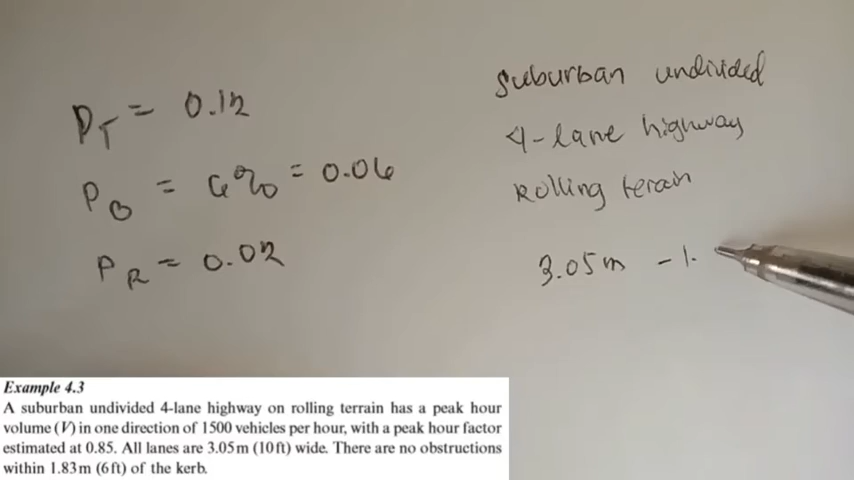 P_T = 0.12
P_B = 6% = 0.06
P_R = 0.02
suburban undivided
4-lane highway
Rolling terain
3.05m - 1.
Example 4.3
A suburban undivided 4-lane highway on rolling terrain has a peak hour
volume (V) in one direction of 1500 vehicles per hour, with a peak hour factor
estimated at 0.85. All lanes are 3.05 m (10 ft) wide. There are no obstructions
within 1.83 m (6 ft) of the kerb.